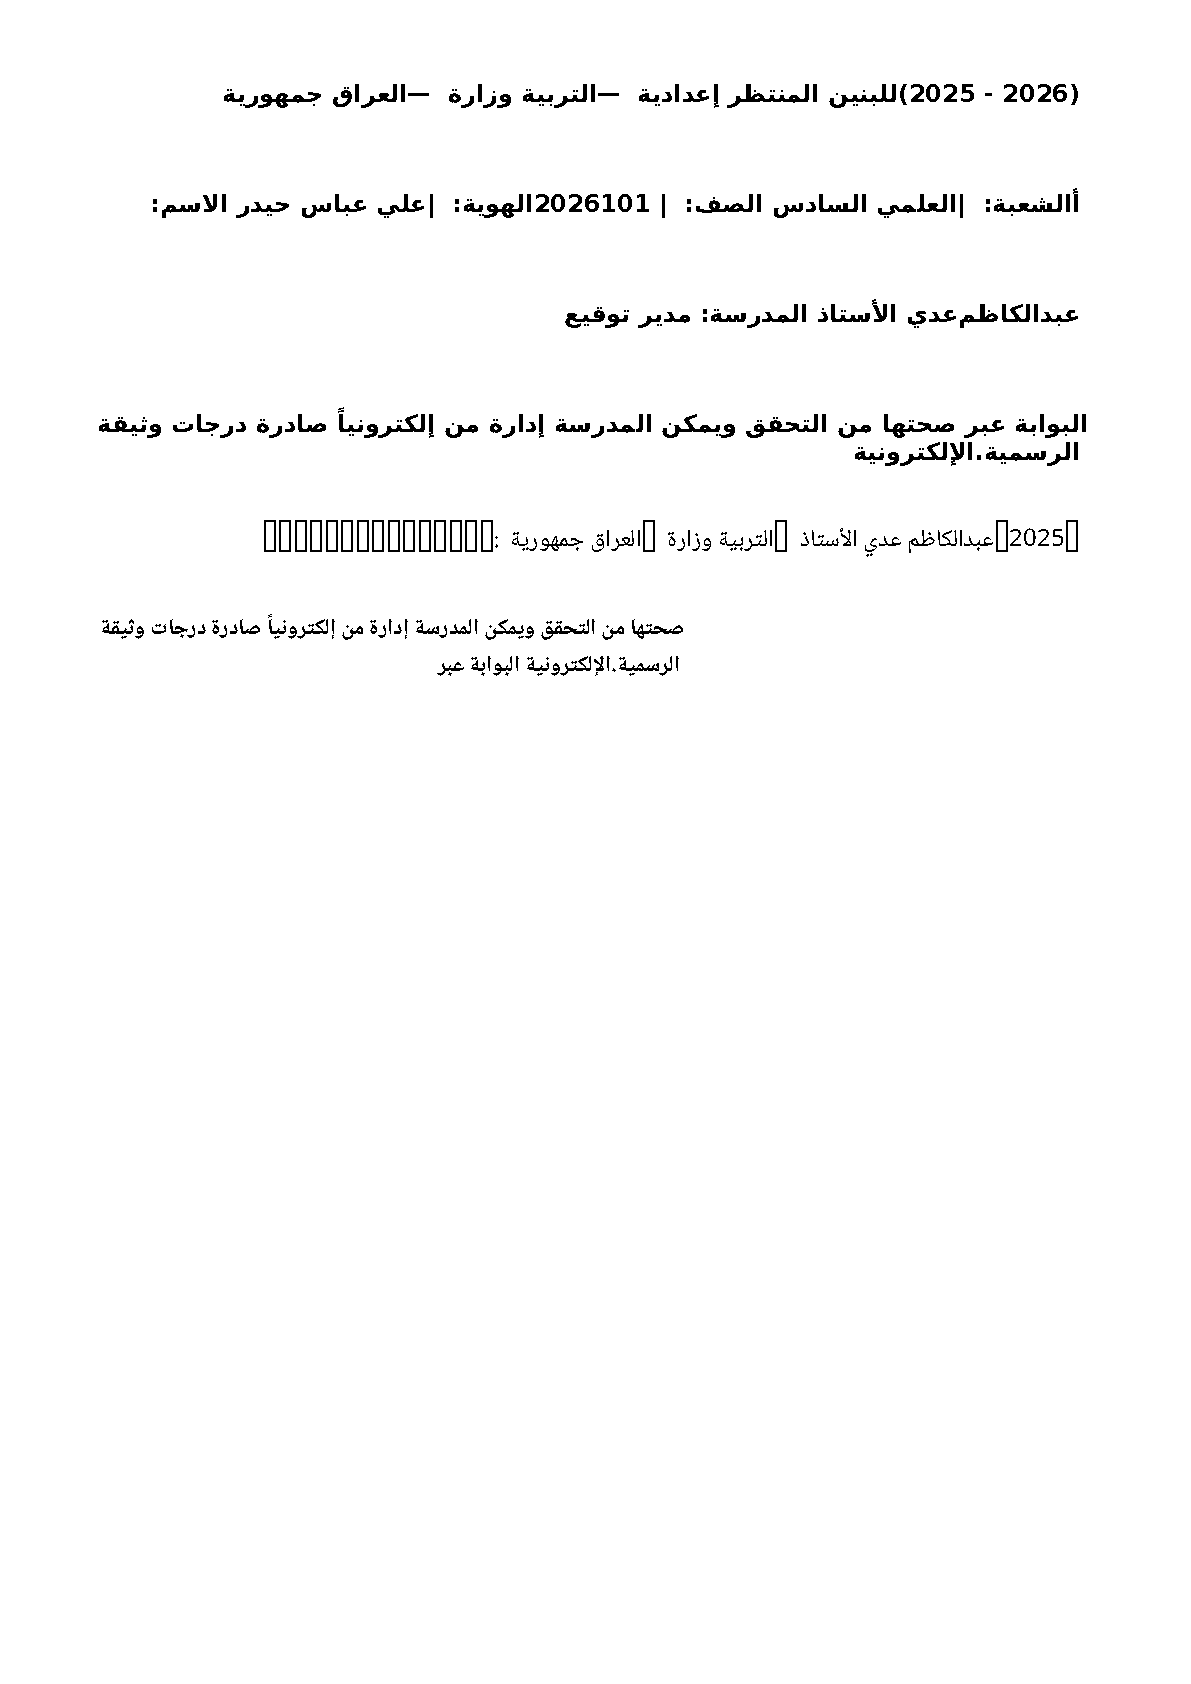 (2025 - 2026)للبنين المنتظر إعدادية —التربية وزارة —العراق جمهورية
أالشعبة: |العلمي السادس الصف: | 2026101الهوية: |علي عباس حيدر الاسم:
عبدالكاظمعدي الأستاذ المدرسة: مدير توقيع
البوابة عبر صحتها من التحقق ويمكن المدرسة إدارة من إلكترونياً صادرة درجات وثيقة
الرسمية.الإلكترونية
2025 عبدالكاظم عدي الأستاذ التربية وزارة العراق جمهورية :
صحتها من التحقق ويمكن المدرسة إدارة من إلكترونياً صادرة درجات وثيقة
الرسمية.الإلكترونية البوابة عبر